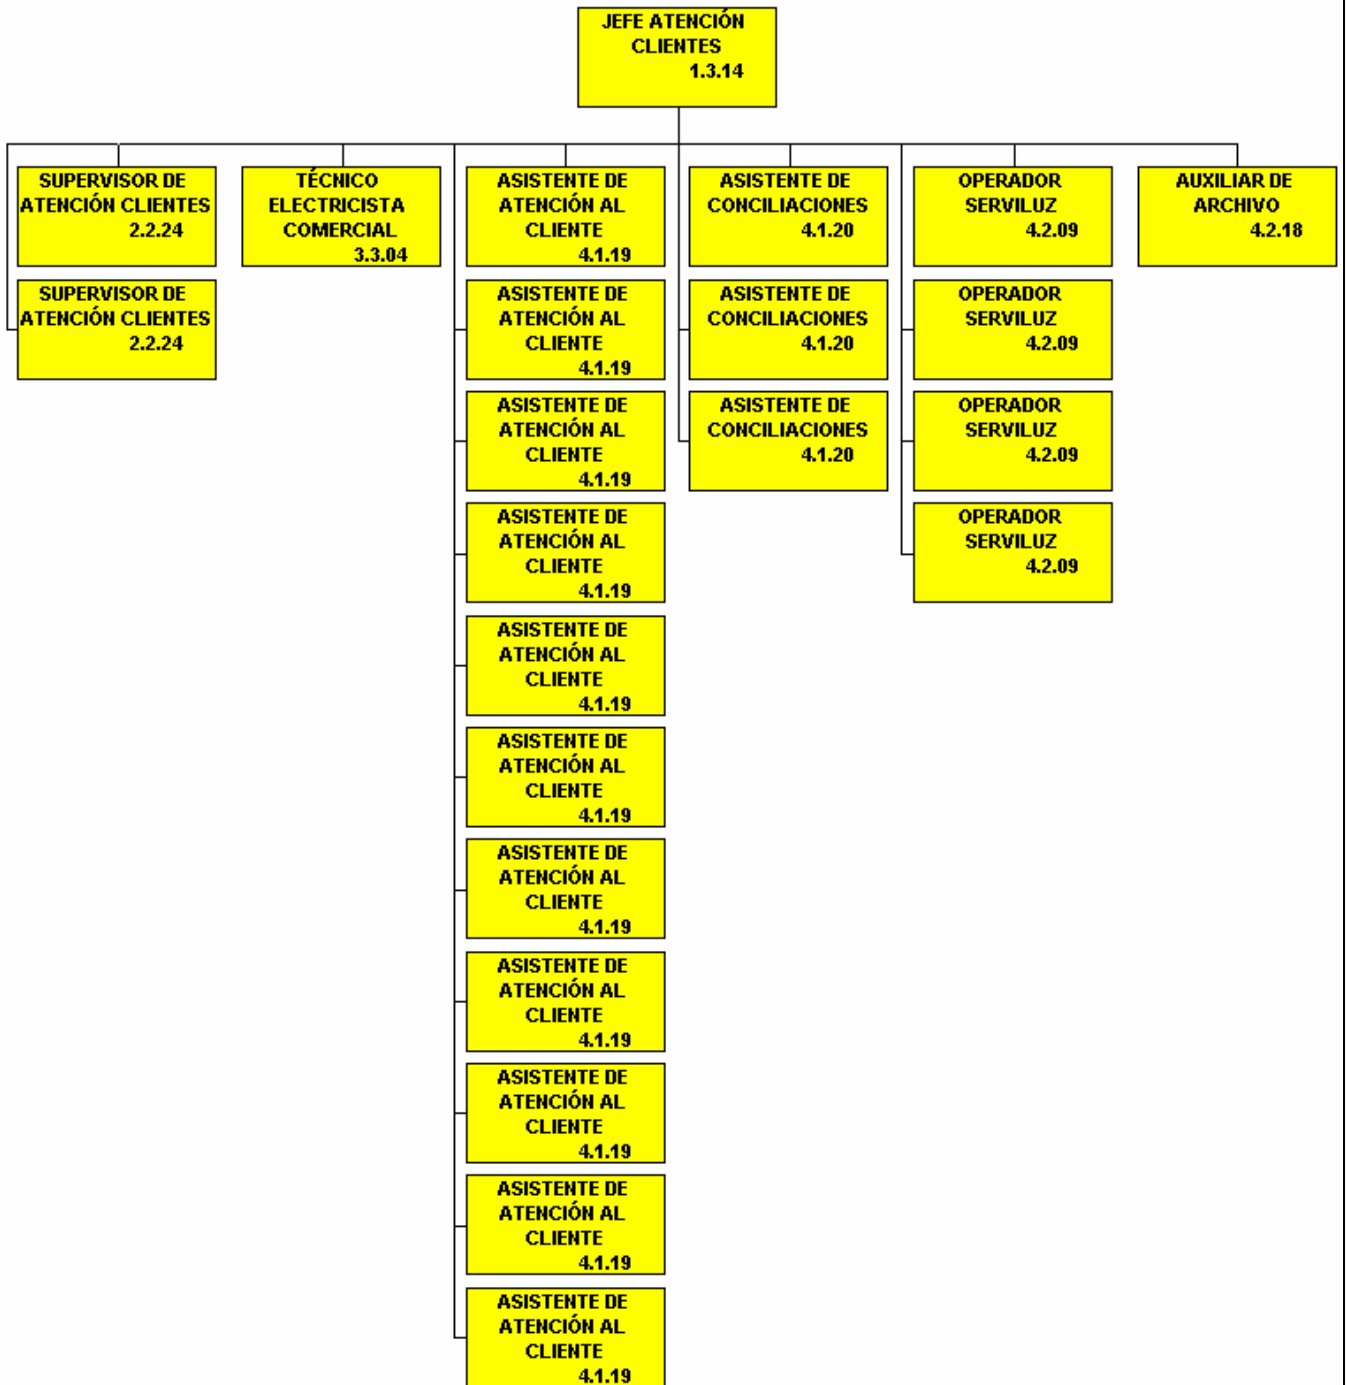 JEFE ATENCIÓN
CLIENTES
1.3.14
SUPERVISOR DE
ATENCIÓN CLIENTES
2.2.24
SUPERVISOR DE
ATENCIÓN CLIENTES
2.2.24
TÉCNICO
ELECTRICISTA
COMERCIAL
3.3.04
ASISTENTE DE
ATENCIÓN AL
CLIENTE
4.1.19
ASISTENTE DE
ATENCIÓN AL
CLIENTE
4.1.19
ASISTENTE DE
ATENCIÓN AL
CLIENTE
4.1.19
ASISTENTE DE
ATENCIÓN AL
CLIENTE
4.1.19
ASISTENTE DE
ATENCIÓN AL
CLIENTE
4.1.19
ASISTENTE DE
ATENCIÓN AL
CLIENTE
4.1.19
ASISTENTE DE
ATENCIÓN AL
CLIENTE
4.1.19
ASISTENTE DE
ATENCIÓN AL
CLIENTE
4.1.19
ASISTENTE DE
ATENCIÓN AL
CLIENTE
4.1.19
ASISTENTE DE
ATENCIÓN AL
CLIENTE
4.1.19
ASISTENTE DE
ATENCIÓN AL
CLIENTE
4.1.19
ASISTENTE DE
CONCILIACIONES
4.1.20
ASISTENTE DE
CONCILIACIONES
4.1.20
ASISTENTE DE
CONCILIACIONES
4.1.20
OPERADOR
SERVILUZ
4.2.09
OPERADOR
SERVILUZ
4.2.09
OPERADOR
SERVILUZ
4.2.09
OPERADOR
SERVILUZ
4.2.09
AUXILIAR DE
ARCHIVO
4.2.18